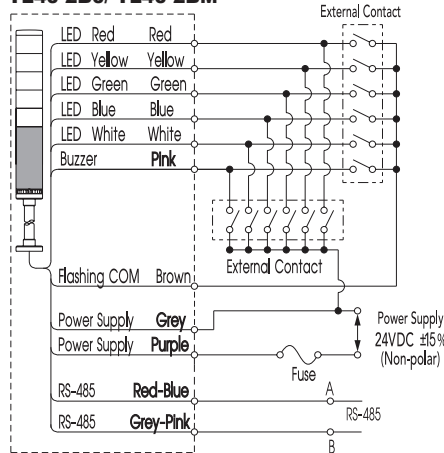 External Contact
LED Red Red
LED Yellow Yellow
LED Green Green
LED Blue Blue
LED White White
Buzzer Pink
External Contact
Flashing COM Brown
Power Supply Grey
Power Supply Purple
Power Supply
24VDC ±15%
(Non-polar)
Fuse
RS-485 Red-Blue
A
RS-485
RS-485 Grey-Pink
B